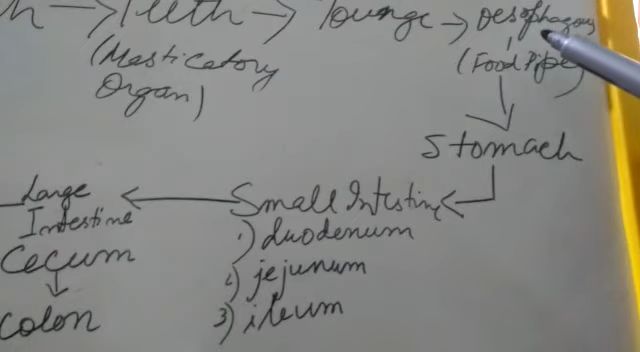 h → Teeth → Tounge → Oesophagous
(Masticatory
Organ)
(Food Pipe)
Stomach
Small Intestine
1) duodenum
2) jejunum
3) ileum
Large
Intestine
Cecum
↓
Colon